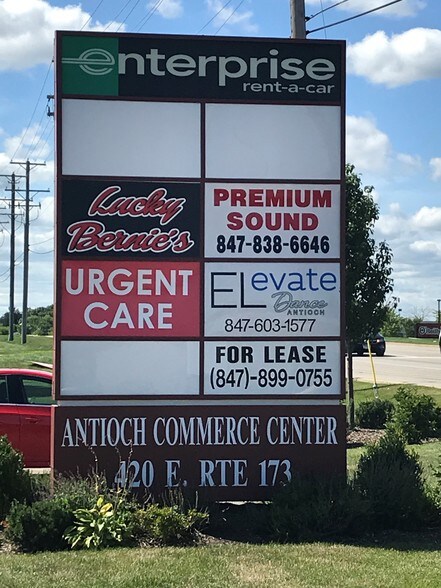 enterprise
rent-a-car
Lucky
Bernie's
PREMIUM
SOUND
847-838-6646
URGENT
CARE
ELevate
Dance
ANTIOCH
847-603-1577
FOR LEASE
(847)-899-0755
ANTIOCH COMMERCE CENTER
420 E. RTE 173